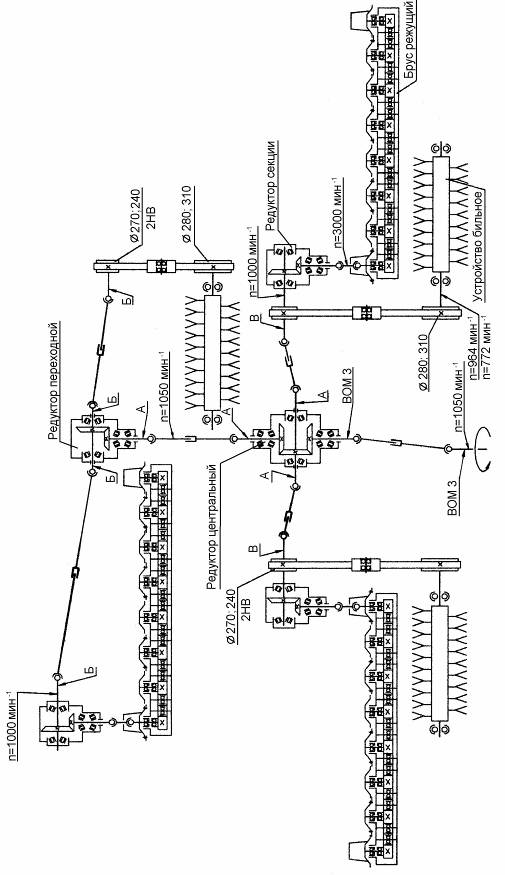 Брус режущий
Редуктор секции
n=3000 мин⁻¹
n=1000 мин⁻¹
Устройство бильное
Ø 270; 240
2НВ
Ø 280; 310
В
Ø 280; 310
n=964 мин⁻¹
n=772 мин⁻¹
Б
Редуктор переходной
Б
Б
А
n=1050 мин⁻¹
А
А
ВОМ 3
n=1050 мин⁻¹
ВОМ 3
Редуктор центральный
А
В
Ø 270; 240
2НВ
Б
n=1000 мин⁻¹